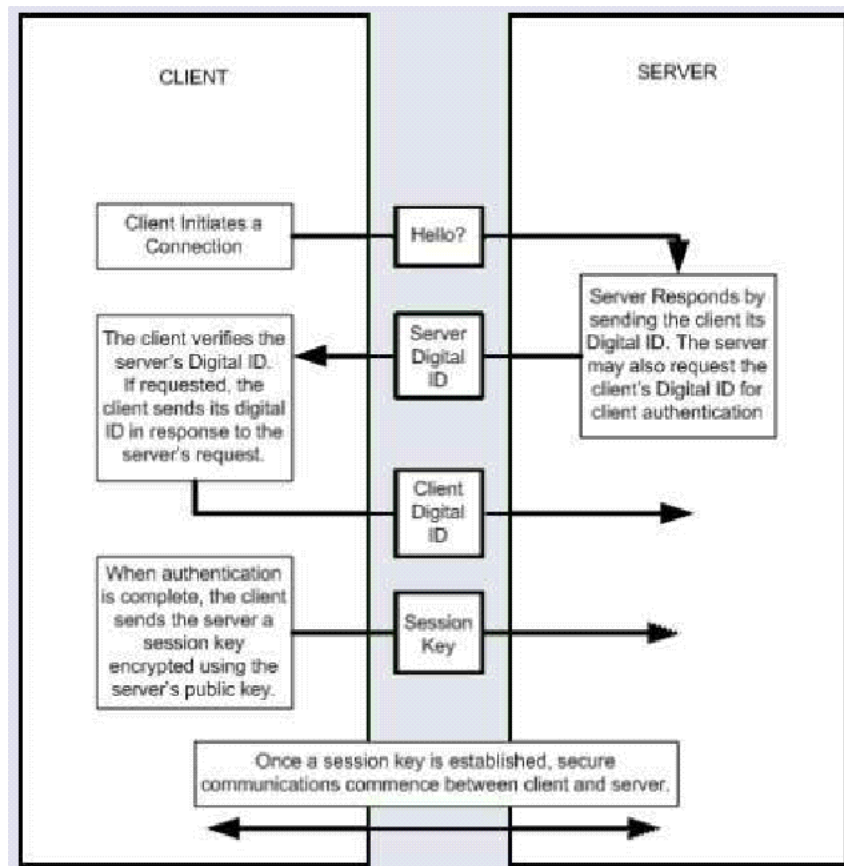 CLIENT
SERVER
Client Initiates a
Connection
Hello?
Server Responds by
sending the client its
Digital ID. The server
may also request the
client's Digital ID for
client authentication
The client verifies the
server's Digital ID.
If requested, the
client sends its digital
ID in response to the
server's request.
Server
Digital
ID
Client
Digital
ID
When authentication
is complete, the client
sends the server a
session key
encrypted using the
server's public key.
Session
Key
Once a session key is established, secure
communications commence between client and server.